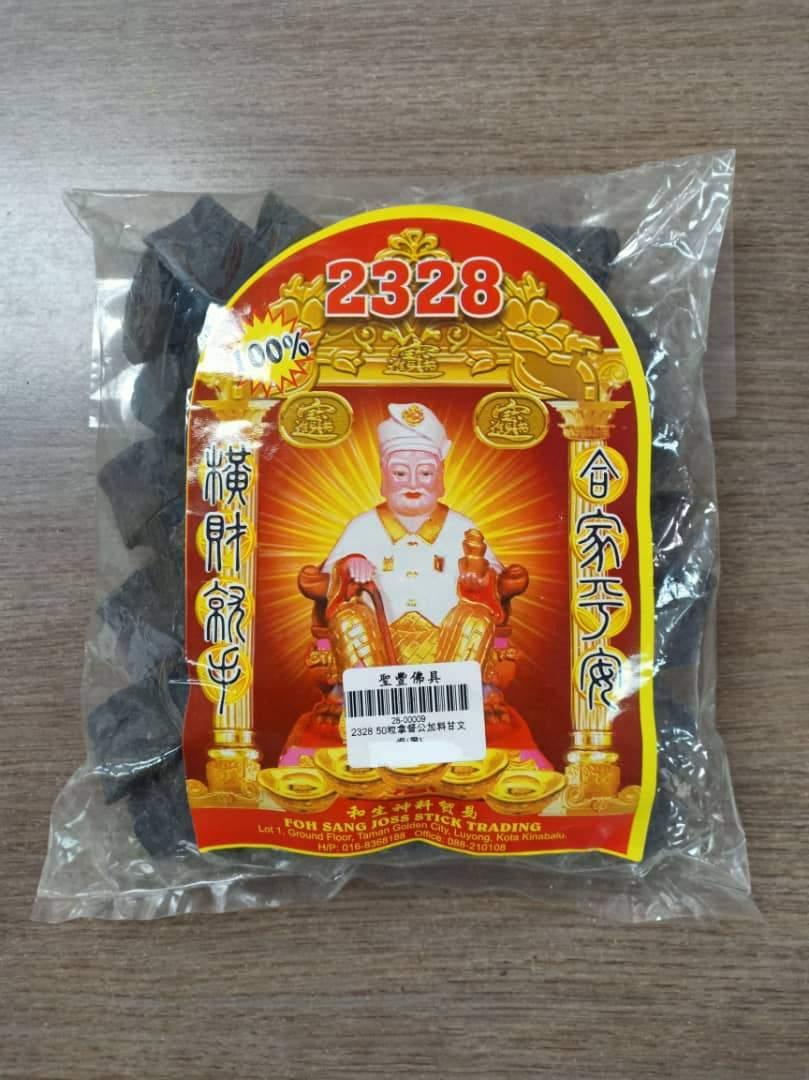 2328
100%
橫財就手
合家平安
聖豐佛具
28-00009
2328 50粒拿督公加料甘文
和生神料贸易
FOH SANG JOSS STICK TRADING
Lot 1, Ground Floor, Taman Golden City, Luyong, Kota Kinabalu.
H/P: 016-8368188 Office: 088-210108